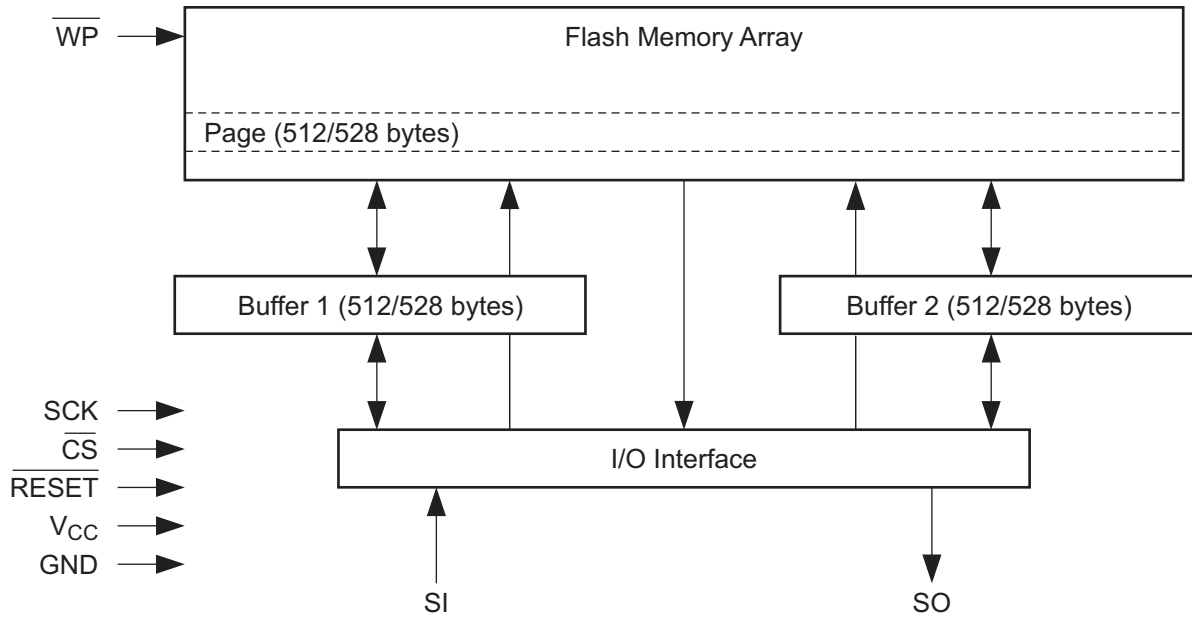 WP
Flash Memory Array
Page (512/528 bytes)
Buffer 1 (512/528 bytes)
Buffer 2 (512/528 bytes)
SCK
CS
RESET
VCC
GND
I/O Interface
SI
SO